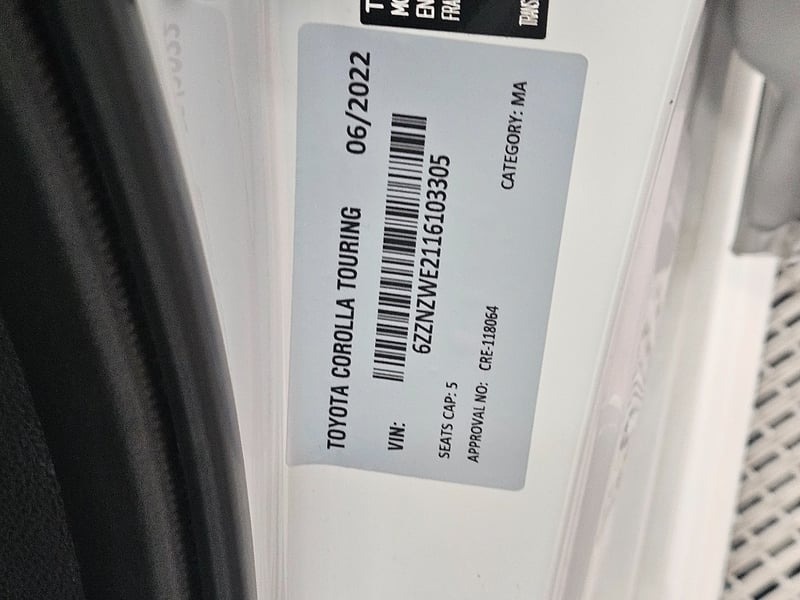 TOYOTA COROLLA TOURING 06/2022
VIN:
6ZZNZWE2116103305
SEATS CAP: 5
APPROVAL NO: CRE-118064 CATEGORY: MA